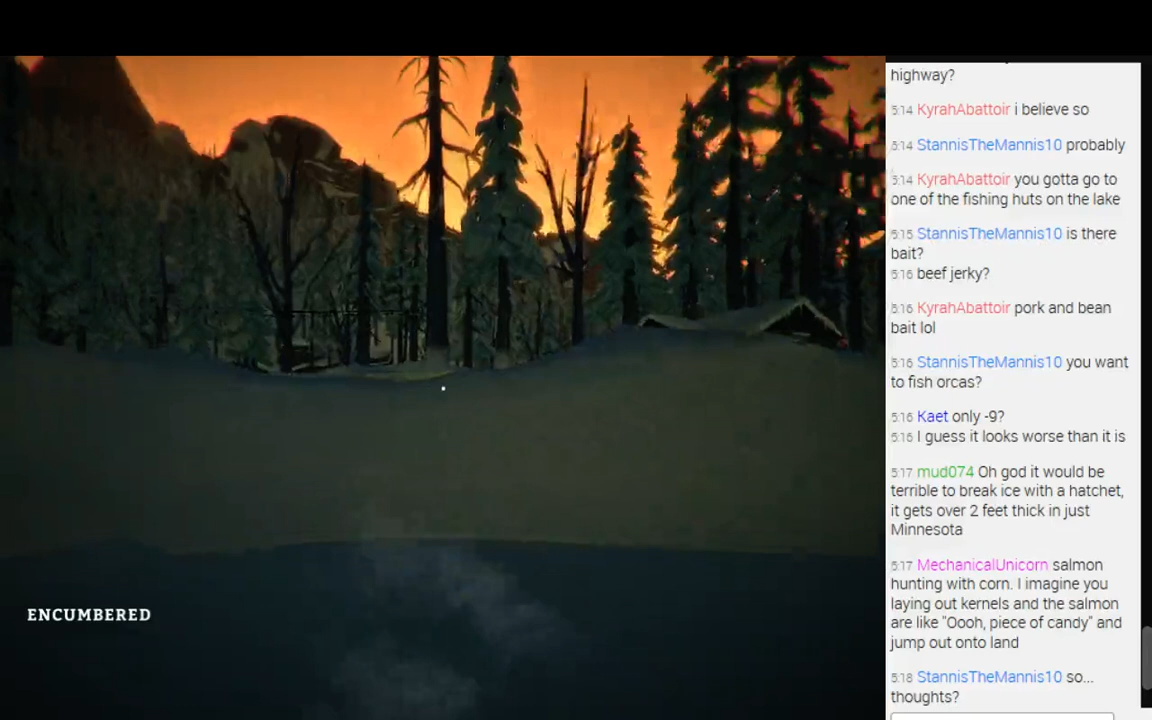 highway?
5:14 KyrahAbattoir i believe so
5:14 StannisTheMannis10 probably
5:14 KyrahAbattoir you gotta go to
one of the fishing huts on the lake
5:15 StannisTheMannis10 is there
bait?
5:16 beef jerky?
5:16 KyrahAbattoir pork and bean
bait lol
5:16 StannisTheMannis10 you want
to fish orcas?
5:16 Kaet only -9?
5:16 I guess it looks worse than it is
5:17 mud074 Oh god it would be
terrible to break ice with a hatchet,
it gets over 2 feet thick in just
Minnesota
5:17 MechanicalUnicorn salmon
hunting with corn. I imagine you
laying out kernels and the salmon
are like "Oooh, piece of candy" and
jump out onto land
5:18 StannisTheMannis10 so...
thoughts?
ENCUMBERED